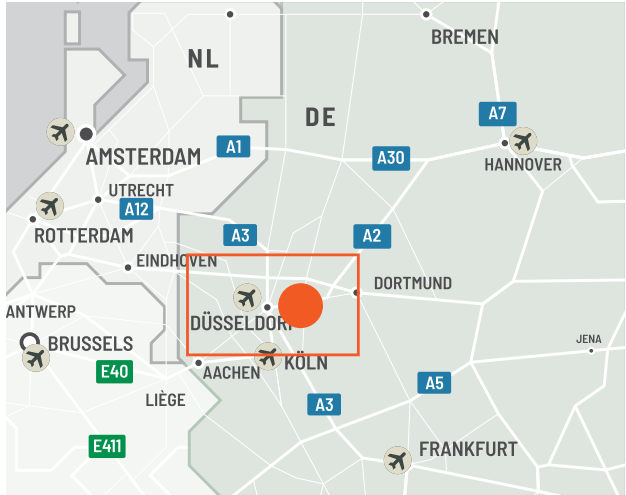 NL
BREMEN
DE
A7
AMSTERDAM
A1
A30
HANNOVER
UTRECHT
A12
ROTTERDAM
A3
A2
EINDHOVEN
DORTMUND
ANTWERP
DÜSSELDORF
BRUSSELS
JENA
KÖLN
AACHEN
E40
A5
LIÈGE
A3
E411
FRANKFURT